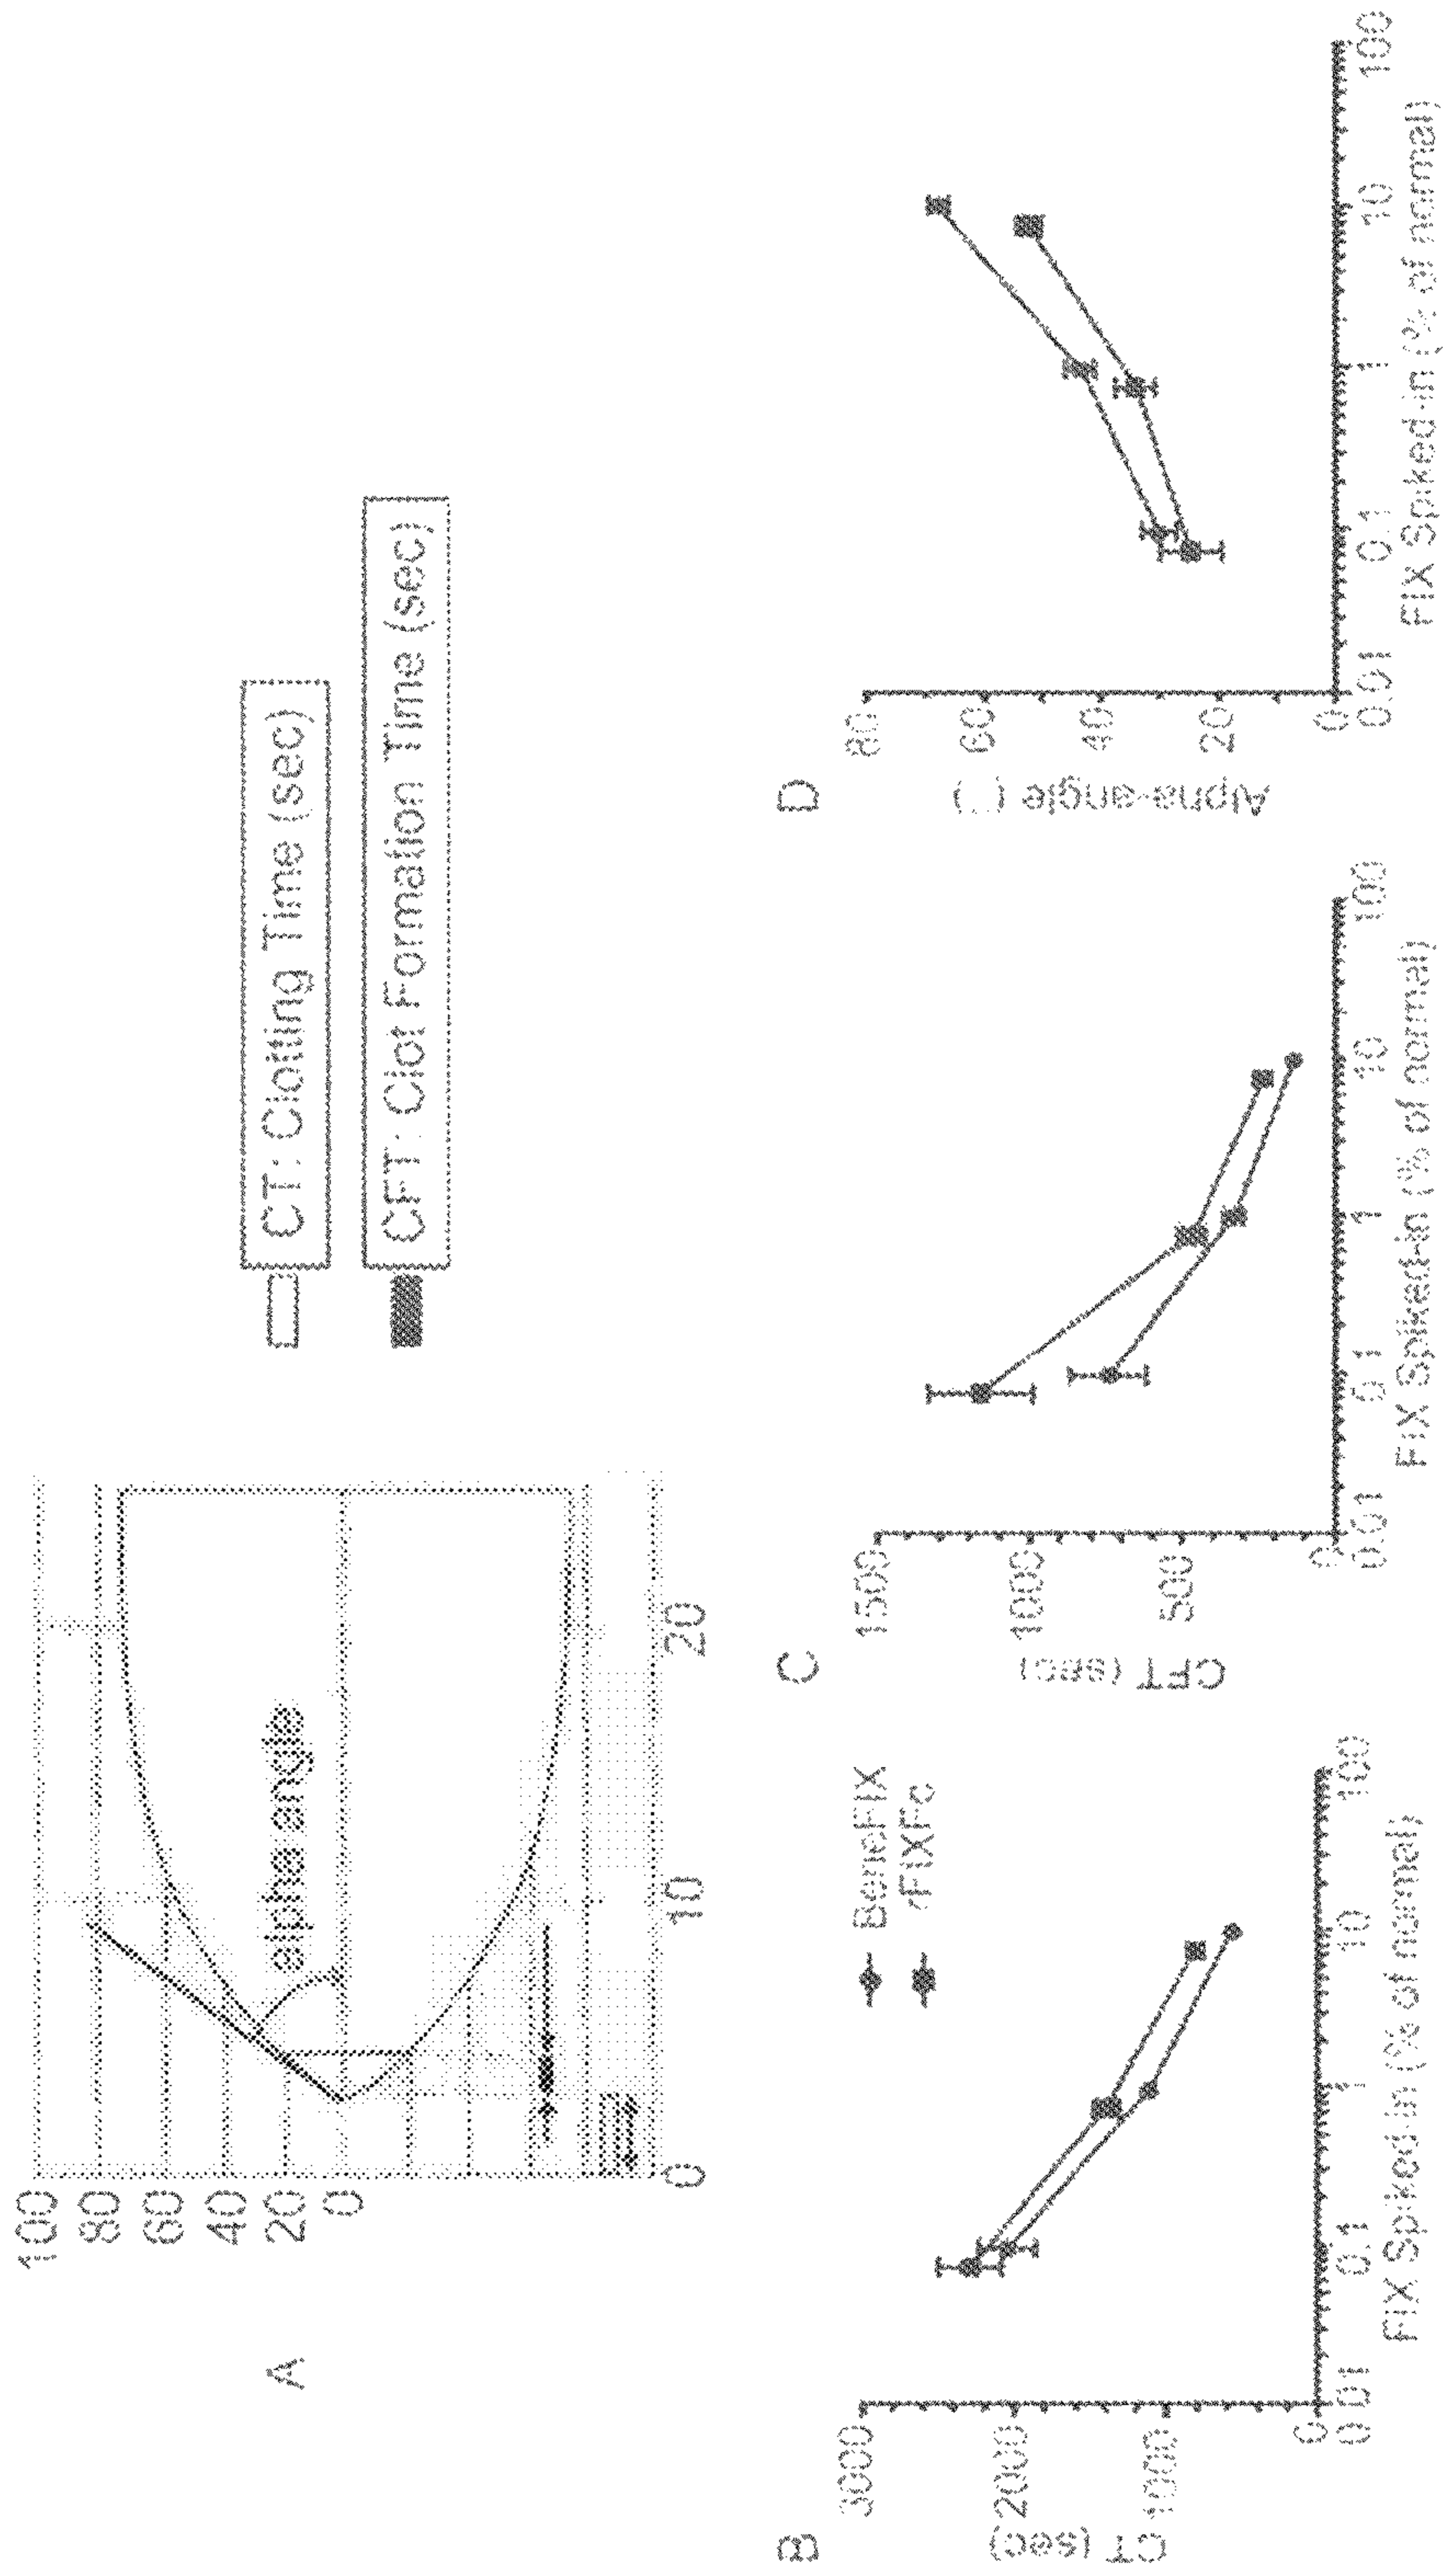 A
100
80
60
40
20
0
alpha angle
0
10
20
CT: Clotting Time (sec)
CFT: Clot Formation Time (sec)
B
CT (sec)
3000
2000
1000
0
0.01
0.1
1
10
100
FIX Spiked-in (% of normal)
BeneFIX
rFIXFc
C
CFT (sec)
1500
1000
500
0
0.01
0.1
1
10
100
FIX Spiked-in (% of normal)
D
Alpha-angle (
80
60
40
20
0
0.01
0.1
1
10
100
FIX Spiked-in (% of normal)